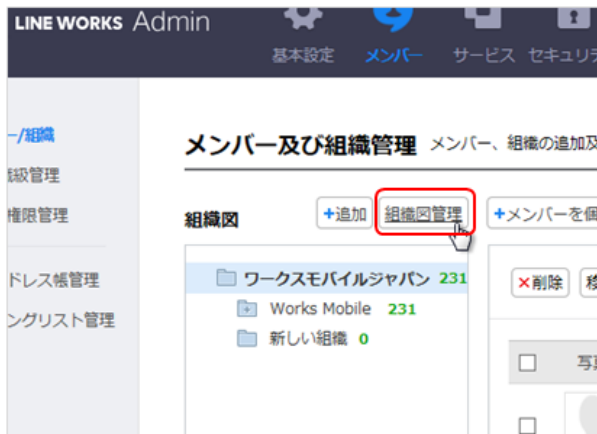 LINE WORKS Admin
基本設定 メンバー サービス セキュリテ
ー/組織
級管理
権限管理
ドレス帳管理
ングリスト管理
メンバー及び組織管理 メンバー、組織の追加及
組織図 +追加 組織図管理 +メンバーを個
ワークスモバイルジャパン 231
Works Mobile 231
新しい組織 0
×削除 移
写真